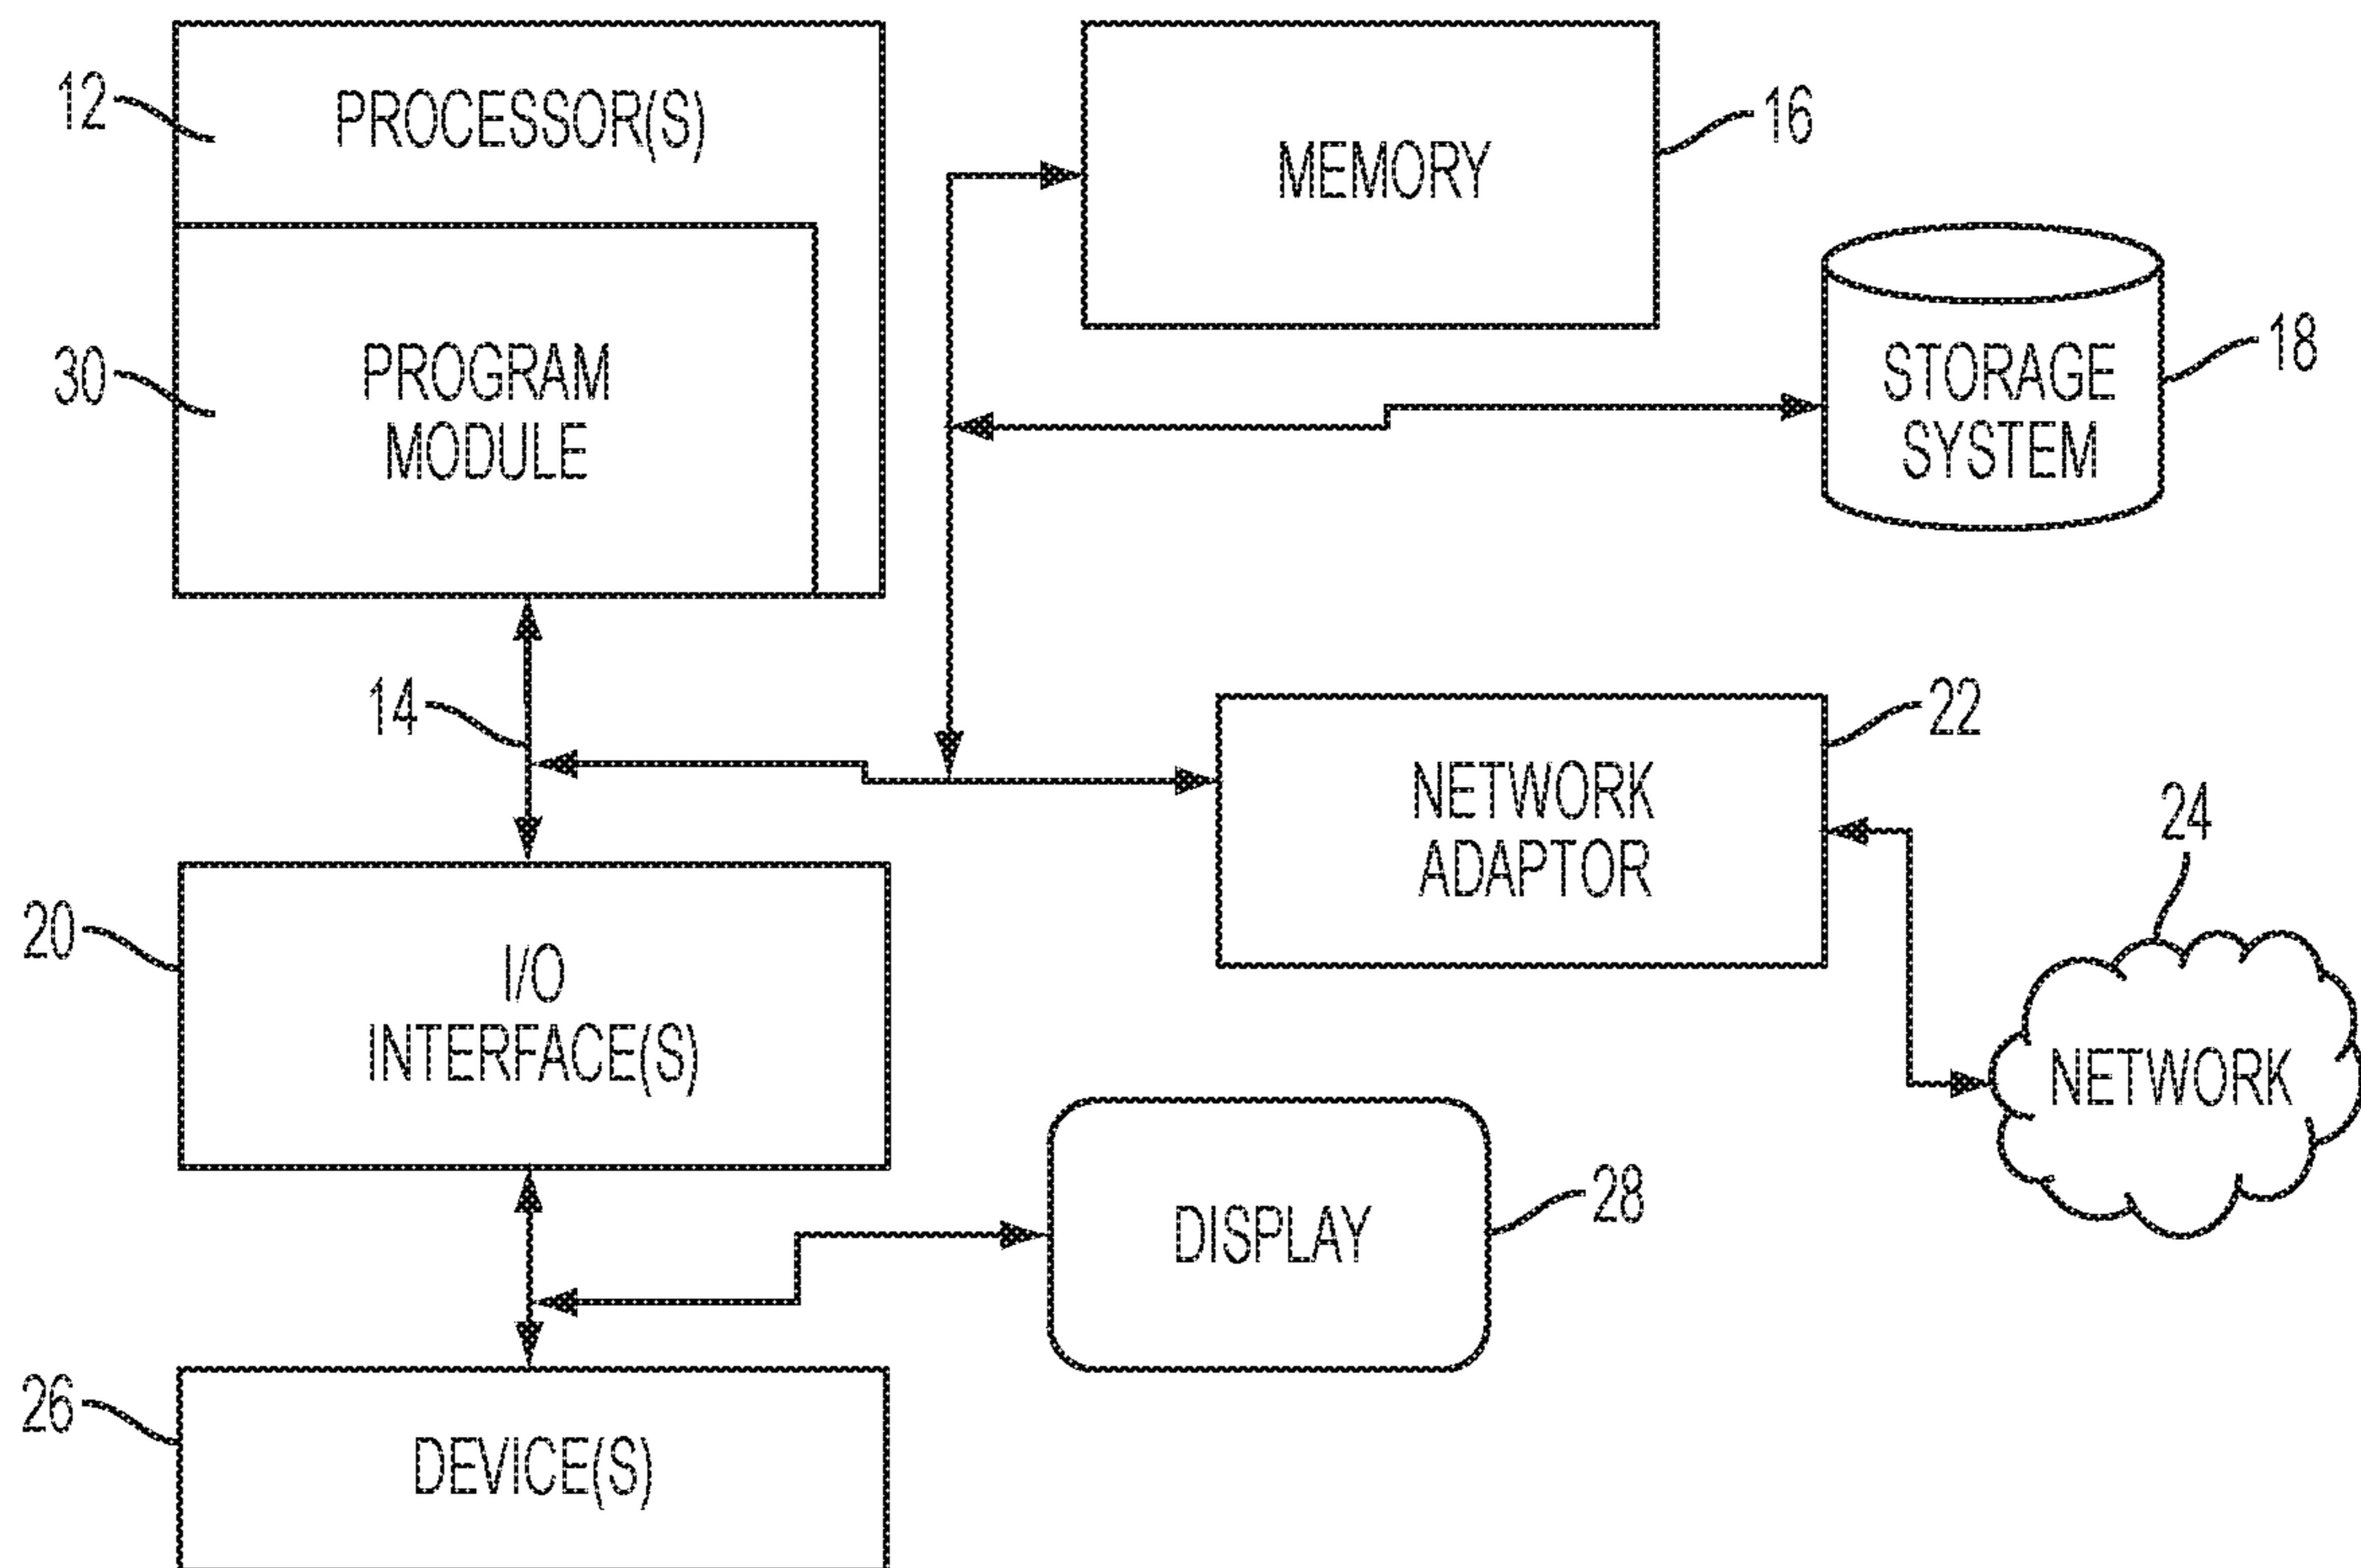 12
PROCESSOR(S)
MEMORY
16
30
PROGRAM
MODULE
STORAGE
SYSTEM
18
14
NETWORK
ADAPTOR
22
24
NETWORK
20
I/O
INTERFACE(S)
DISPLAY
28
26
DEVICE(S)